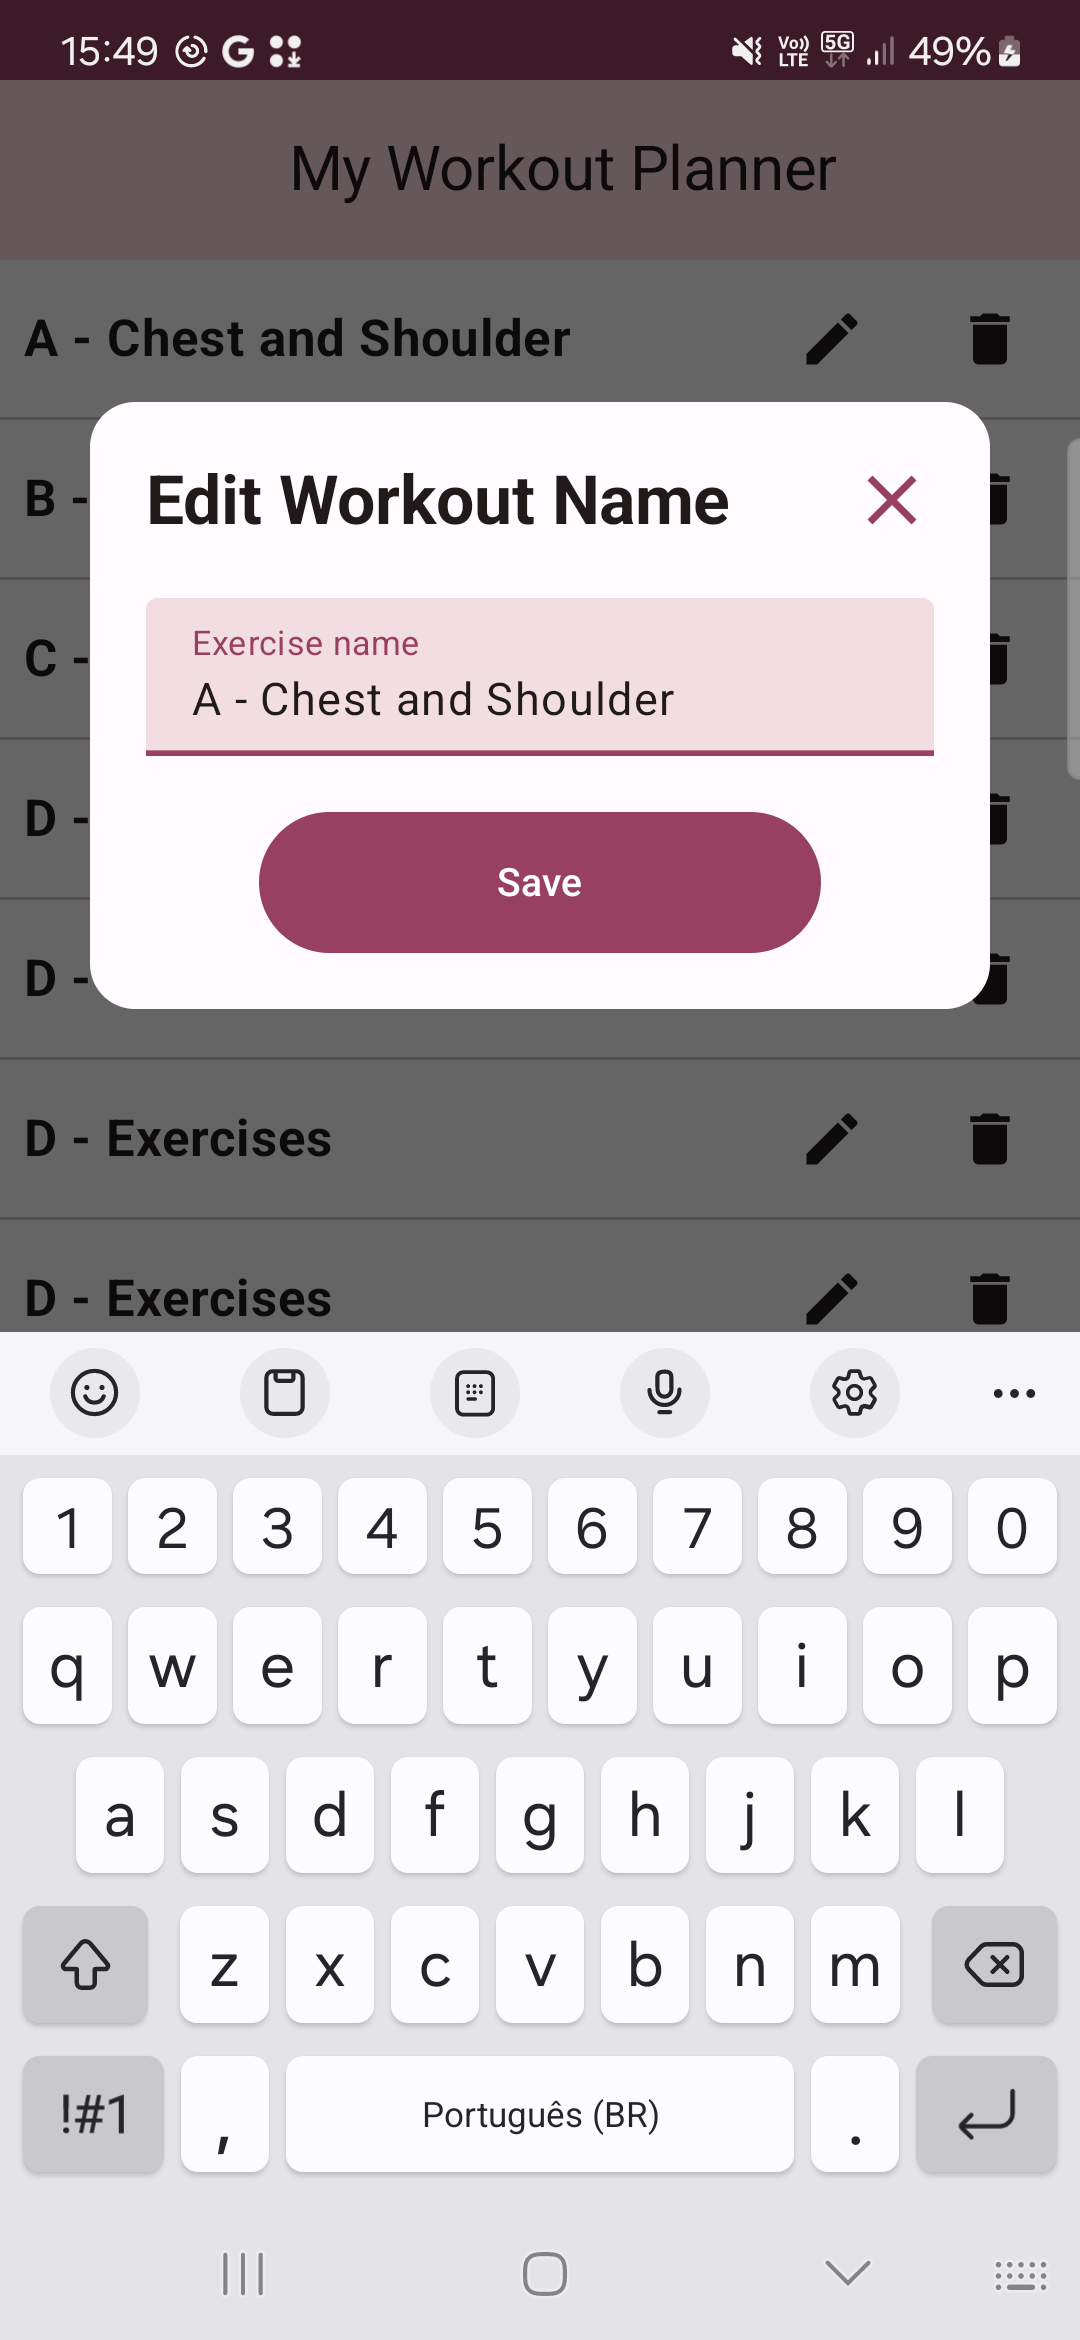 15:49 G Vo)) LTE 5G 49%
My Workout Planner
A - Chest and Shoulder
B -
Edit Workout Name
Exercise name
C -
A - Chest and Shoulder
D -
Save
D -
D - Exercises
D - Exercises
1 2 3 4 5 6 7 8 9 0
q w e r t y u i o p
a s d f g h j k l
z x c v b n m
!#1 , Português (BR) .